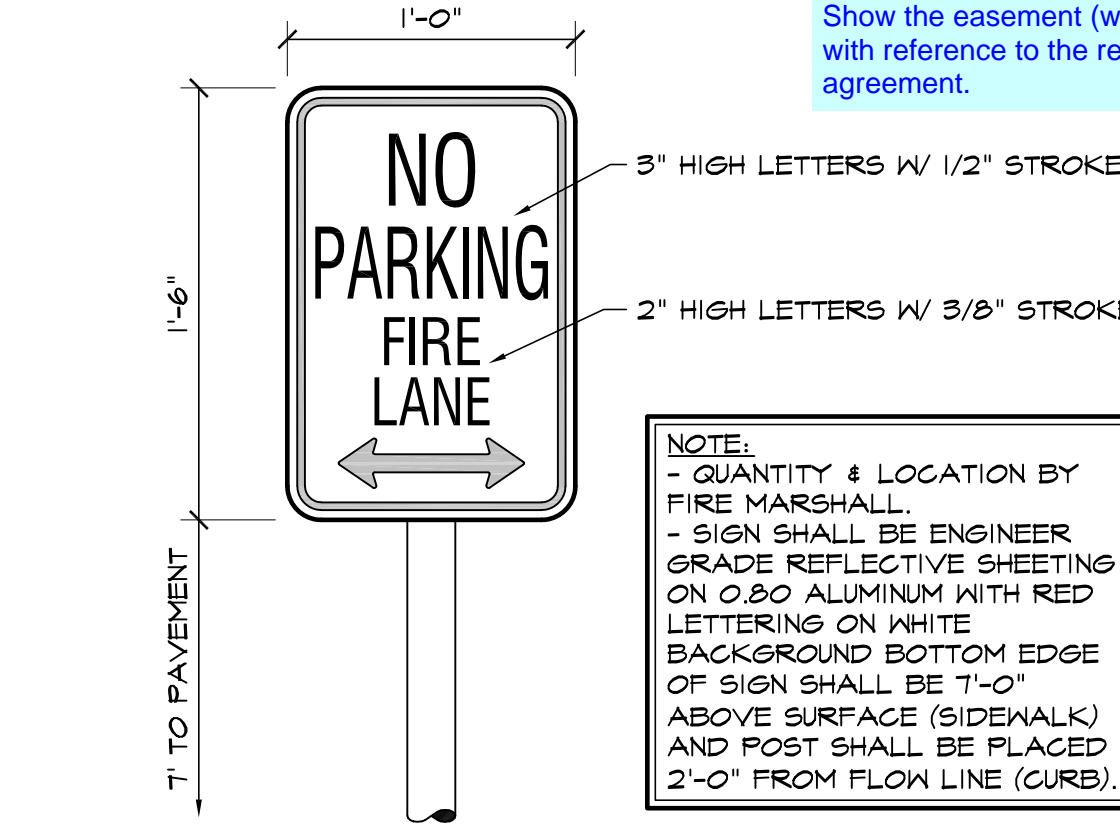 1'-0"
Show the easement (w
with reference to the re
agreement.
NO
PARKING
FIRE
LANE
3" HIGH LETTERS W/ 1/2" STROKE
2" HIGH LETTERS W/ 3/8" STROKE
1'-6"
7' TO PAVEMENT
NOTE:
- QUANTITY & LOCATION BY
FIRE MARSHALL.
- SIGN SHALL BE ENGINEER
GRADE REFLECTIVE SHEETING
ON 0.80 ALUMINUM WITH RED
LETTERING ON WHITE
BACKGROUND BOTTOM EDGE
OF SIGN SHALL BE 7'-0"
ABOVE SURFACE (SIDEWALK)
AND POST SHALL BE PLACED
2'-0" FROM FLOW LINE (CURB).